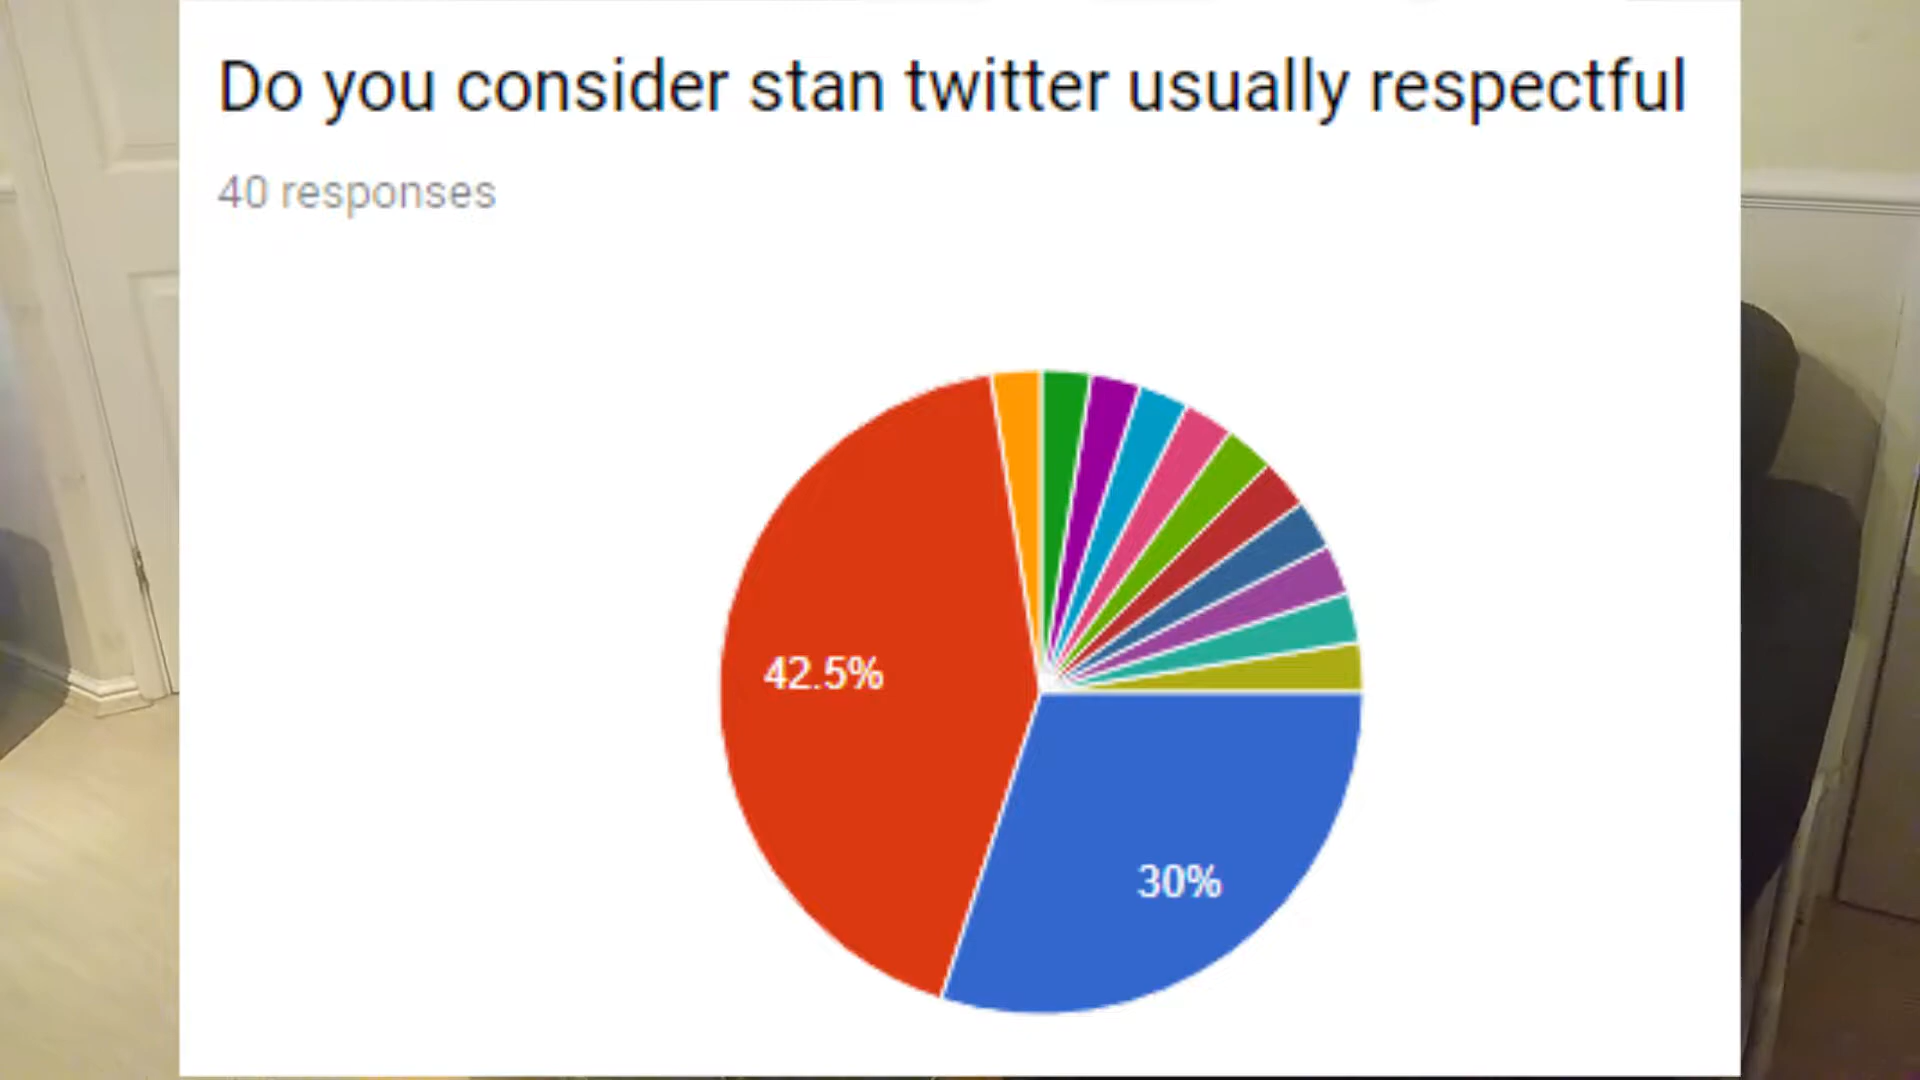 Do you consider stan twitter usually respectful
40 responses
42.5%
30%